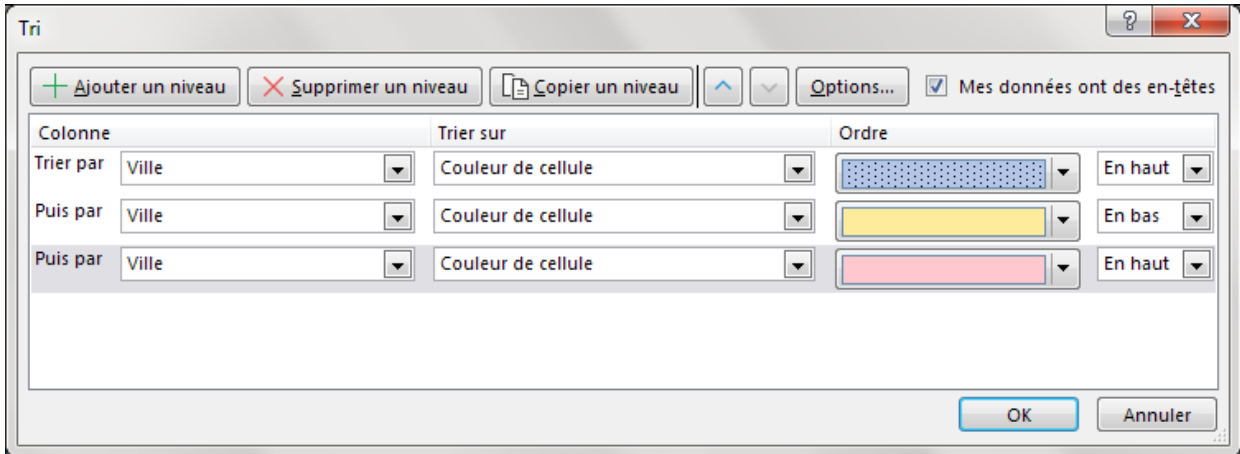 Tri
Ajouter un niveau Supprimer un niveau Copier un niveau Options... Mes données ont des en-têtes
Colonne Trier sur Ordre
Trier par Ville Couleur de cellule En haut
Puis par Ville Couleur de cellule En bas
Puis par Ville Couleur de cellule En haut
OK Annuler